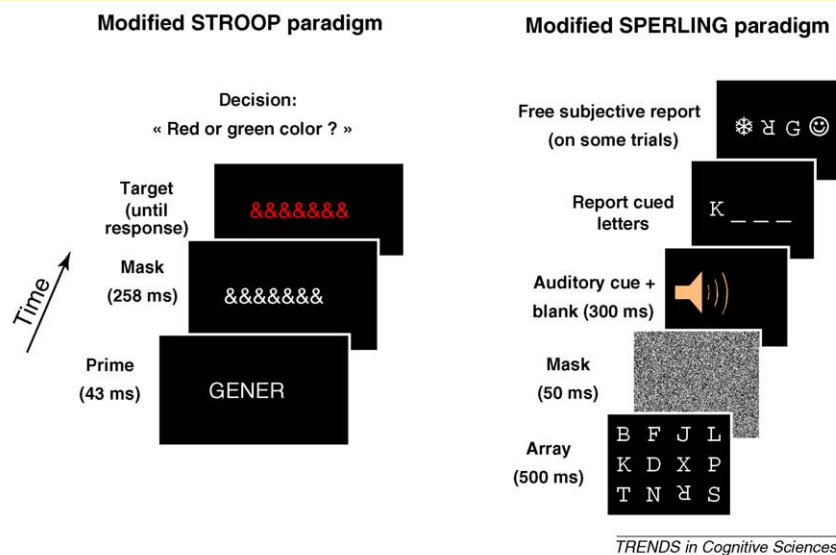 Modified STROOP paradigm
Decision:
« Red or green color ? »
Target
(until
response)
&&&&&&&
Mask
(258 ms)
&&&&&&&
Time
Prime
(43 ms)
GENER
Modified SPERLING paradigm
Free subjective report
(on some trials)
❄ ꓤ G ☺
Report cued
letters
K _ _ _
Auditory cue +
blank (300 ms)
Mask
(50 ms)
Array
(500 ms)
B F J L
K D X P
T N ꓤ S
TRENDS in Cognitive Sciences